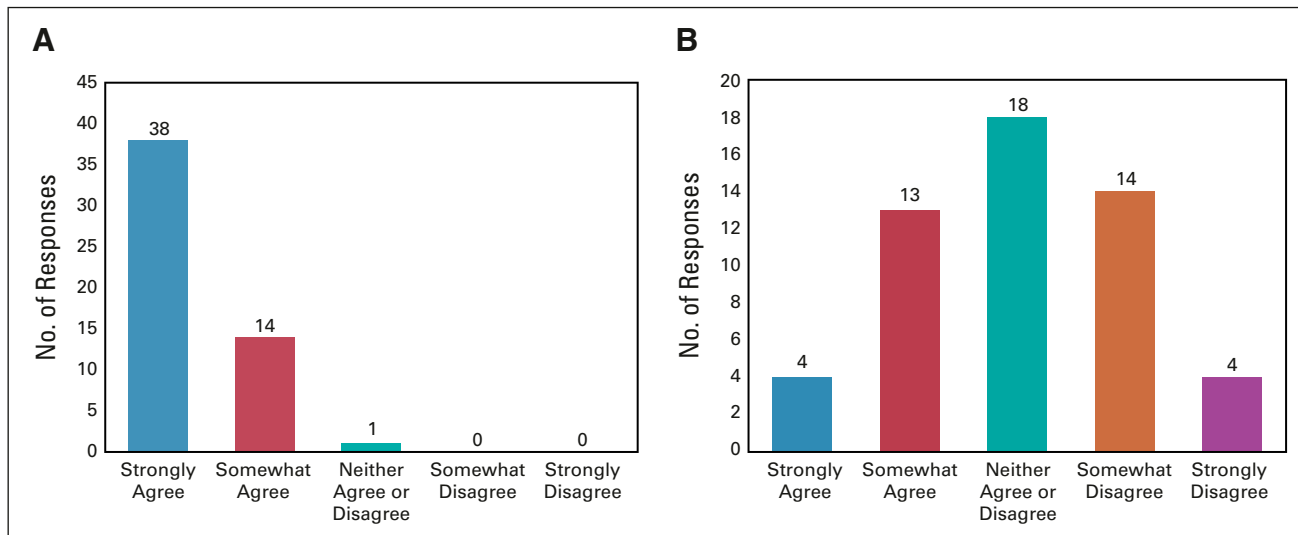 A
No. of Responses
45
40
35
30
25
20
15
10
5
0
38
14
1
0
0
Strongly
Agree
Somewhat
Agree
Neither
Agree or
Disagree
Somewhat
Disagree
Strongly
Disagree
B
No. of Responses
20
18
16
14
12
10
8
6
4
2
0
4
13
18
14
4
Strongly
Agree
Somewhat
Agree
Neither
Agree or
Disagree
Somewhat
Disagree
Strongly
Disagree